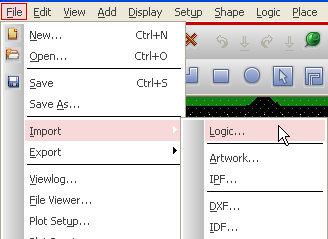 File Edit View Add Display Setup Shape Logic Place
New... Ctrl+N
Open... Ctrl+O
Save Ctrl+S
Save As...
Import
Logic...
Export
Artwork...
Viewlog...
IPF...
File Viewer...
Plot Setup...
DXF...
IDF...